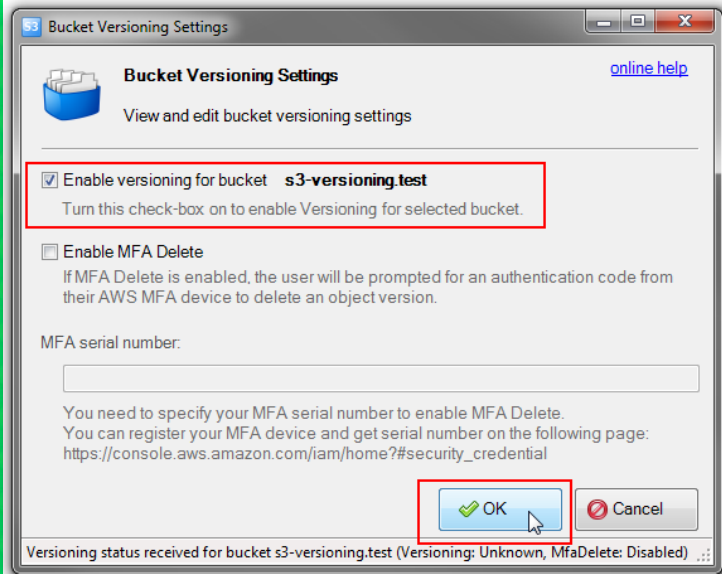 S3 Bucket Versioning Settings
Bucket Versioning Settings
online help
View and edit bucket versioning settings
Enable versioning for bucket s3-versioning.test
Turn this check-box on to enable Versioning for selected bucket.
Enable MFA Delete
If MFA Delete is enabled, the user will be prompted for an authentication code from
their AWS MFA device to delete an object version.
MFA serial number:
You need to specify your MFA serial number to enable MFA Delete.
You can register your MFA device and get serial number on the following page:
https://console.aws.amazon.com/iam/home?#security_credential
OK
Cancel
Versioning status received for bucket s3-versioning.test (Versioning: Unknown, MfaDelete: Disabled)